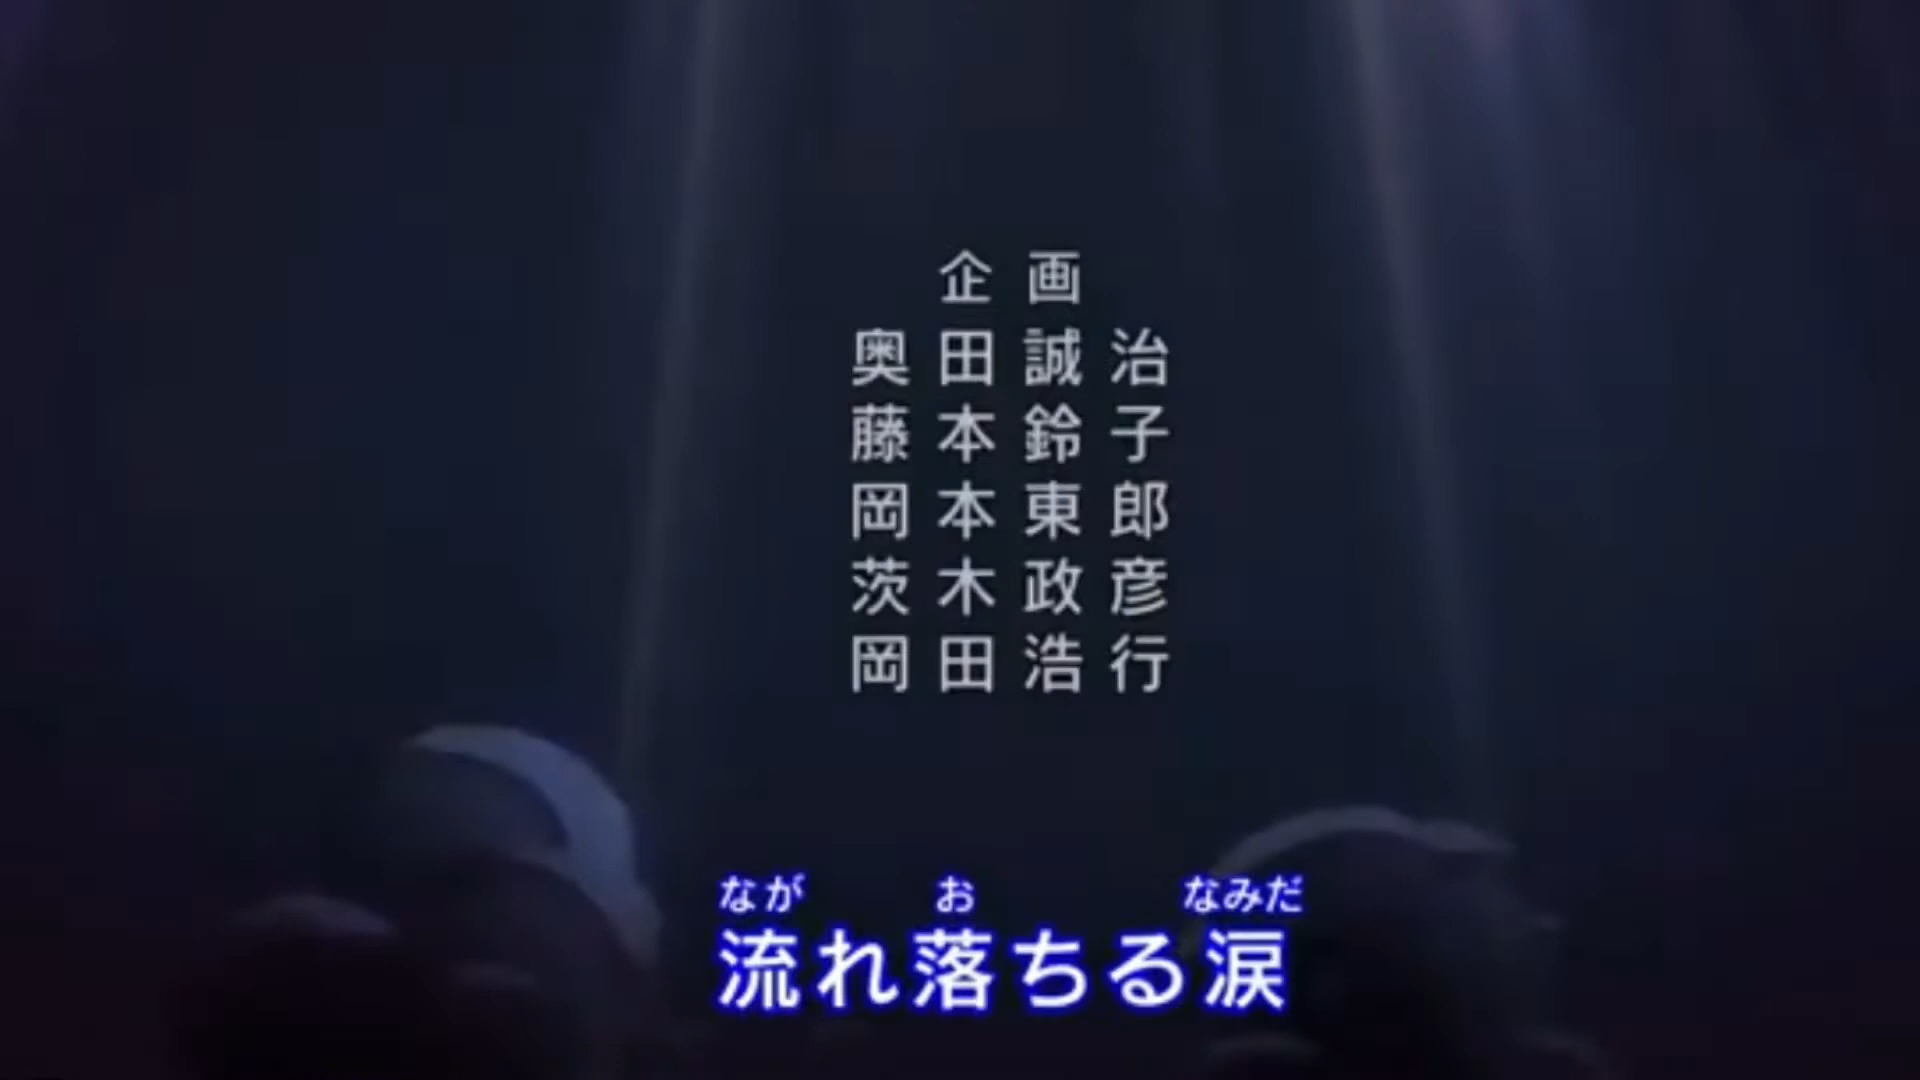 企画
奥田誠治
藤本鈴子
岡本東郎
茨木政彦
岡田浩行
なが お なみだ
流れ落ちる涙